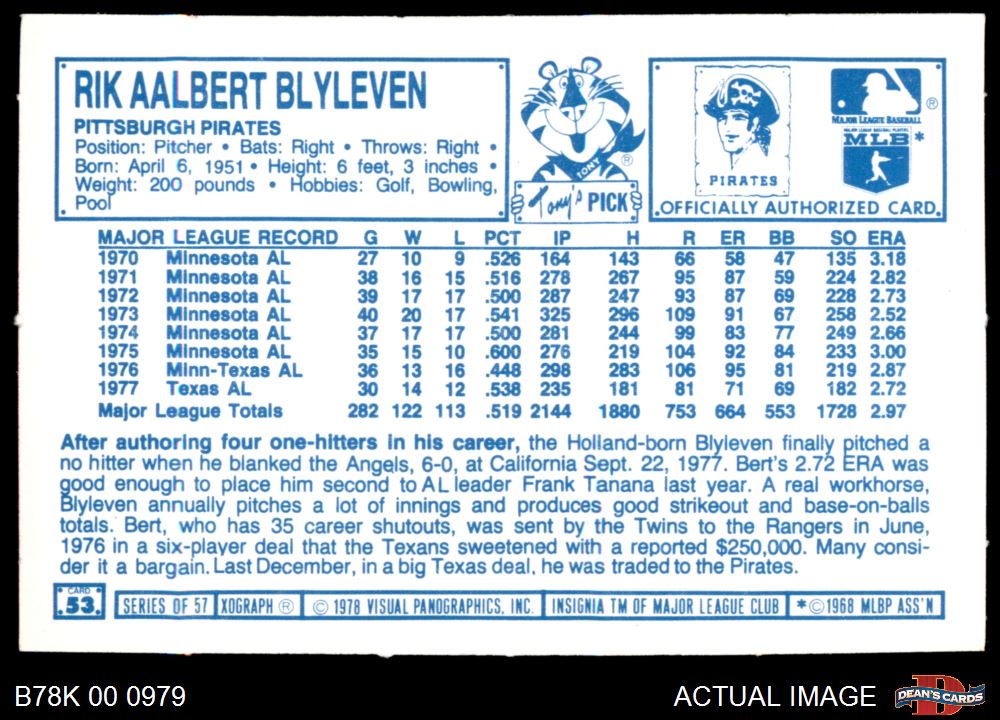 RIK AALBERT BLYLEVEN
PITTSBURGH PIRATES
Position: Pitcher • Bats: Right • Throws: Right •
Born: April 6, 1951 • Height: 6 feet, 3 inches •
Weight: 200 pounds • Hobbies: Golf, Bowling,
Pool
TONY ®
Tony's PICK
PIRATES
MAJOR LEAGUE BASEBALL ®
MAJOR LEAGUE BASEBALL PLAYERS
MLB *
OFFICIALLY AUTHORIZED CARD
MAJOR LEAGUE RECORD G W L PCT IP H R ER BB SO ERA
1970 Minnesota AL 27 10 9 .526 164 143 66 58 47 135 3.18
1971 Minnesota AL 38 16 15 .516 278 267 95 87 59 224 2.82
1972 Minnesota AL 39 17 17 .500 287 247 93 87 69 228 2.73
1973 Minnesota AL 40 20 17 .541 325 296 109 91 67 258 2.52
1974 Minnesota AL 37 17 17 .500 281 244 99 83 77 249 2.66
1975 Minnesota AL 35 15 10 .600 276 219 104 92 84 233 3.00
1976 Minn-Texas AL 36 13 16 .448 298 283 106 95 81 219 2.87
1977 Texas AL 30 14 12 .538 235 181 81 71 69 182 2.72
Major League Totals 282 122 113 .519 2144 1880 753 664 553 1728 2.97
After authoring four one-hitters in his career, the Holland-born Blyleven finally pitched a
no hitter when he blanked the Angels, 6-0, at California Sept. 22, 1977. Bert's 2.72 ERA was
good enough to place him second to AL leader Frank Tanana last year. A real workhorse,
Blyleven annually pitches a lot of innings and produces good strikeout and base-on-balls
totals. Bert, who has 35 career shutouts, was sent by the Twins to the Rangers in June,
1976 in a six-player deal that the Texans sweetened with a reported $250,000. Many consi-
der it a bargain. Last December, in a big Texas deal, he was traded to the Pirates.
CARD
53
SERIES OF 57 XOGRAPH ® © 1978 VISUAL PANOGRAPHICS, INC. INSIGNIA TM OF MAJOR LEAGUE CLUB *©1968 MLBP ASS'N
B78K 00 0979
ACTUAL IMAGE
DEAN'S CARDS